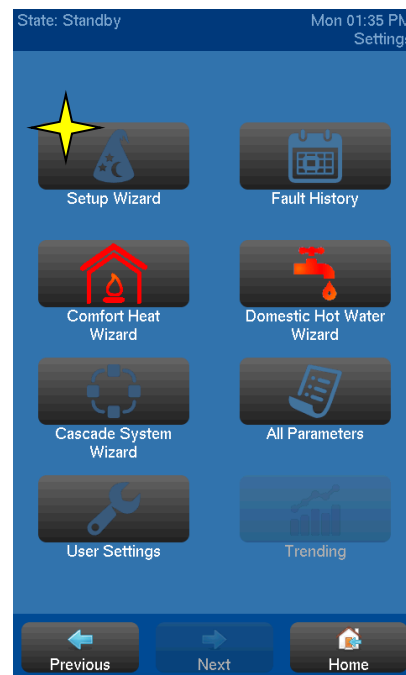 State: Standby
Mon 01:35 PM
Settings
Setup Wizard
Fault History
Comfort Heat
Wizard
Domestic Hot Water
Wizard
Cascade System
Wizard
All Parameters
User Settings
Trending
Previous
Next
Home